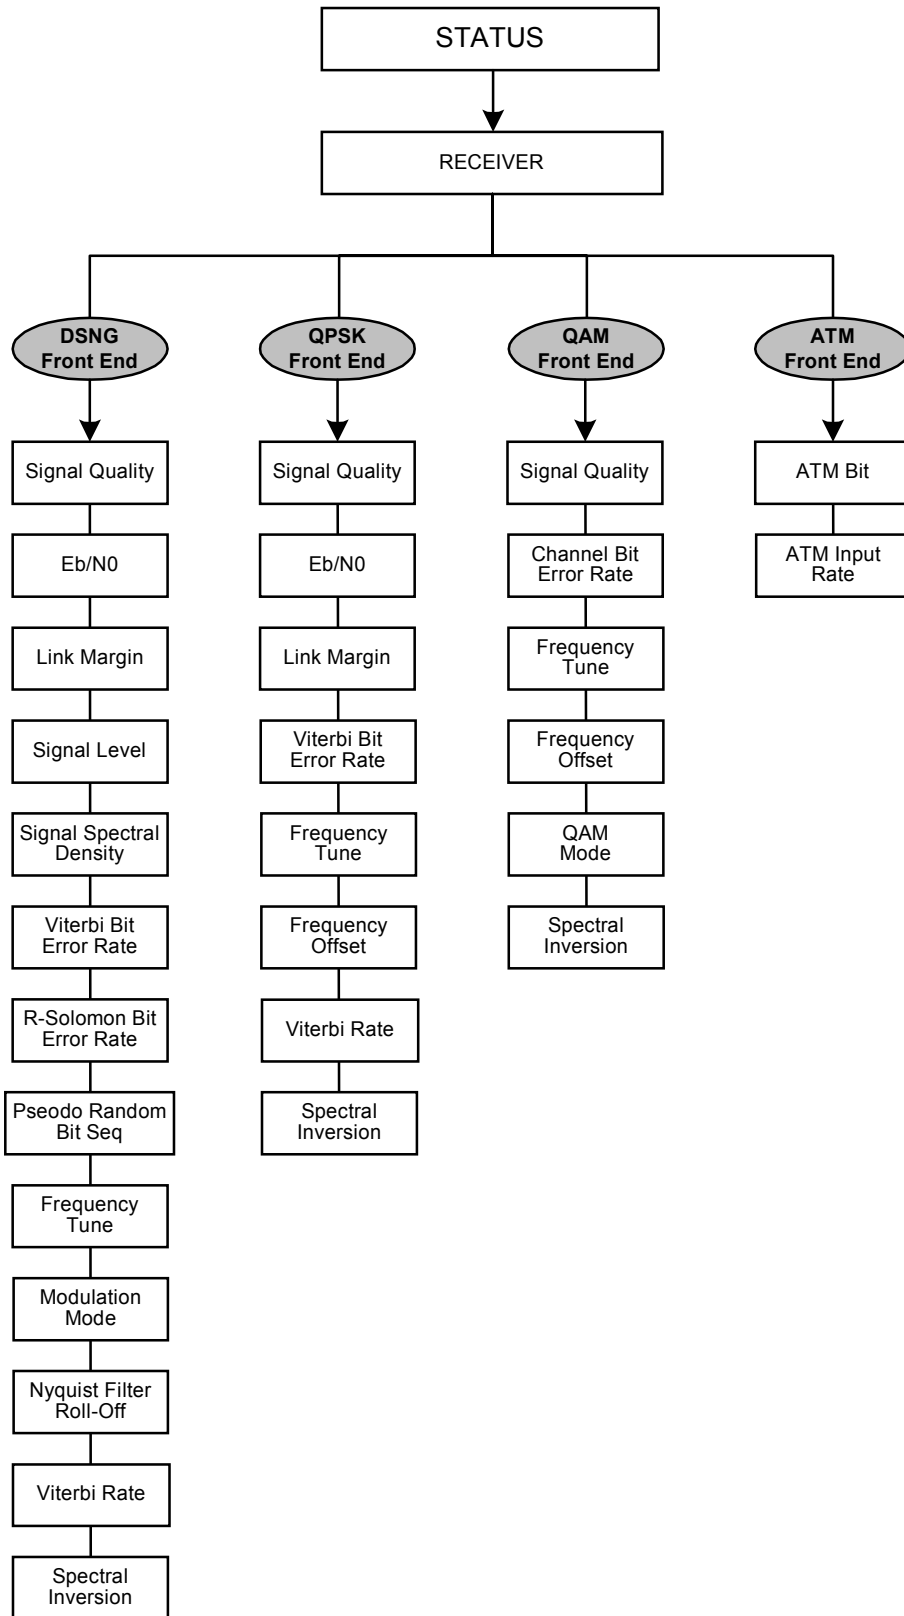 STATUS
RECEIVER
DSNG
Front End
QPSK
Front End
QAM
Front End
ATM
Front End
Signal Quality
Eb/N0
Link Margin
Signal Level
Signal Spectral
Density
Viterbi Bit
Error Rate
R-Solomon Bit
Error Rate
Pseodo Random
Bit Seq
Frequency
Tune
Modulation
Mode
Nyquist Filter
Roll-Off
Viterbi Rate
Spectral
Inversion
Signal Quality
Eb/N0
Link Margin
Viterbi Bit
Error Rate
Frequency
Tune
Frequency
Offset
Viterbi Rate
Spectral
Inversion
Signal Quality
Channel Bit
Error Rate
Frequency
Tune
Frequency
Offset
QAM
Mode
Spectral
Inversion
ATM Bit
ATM Input
Rate